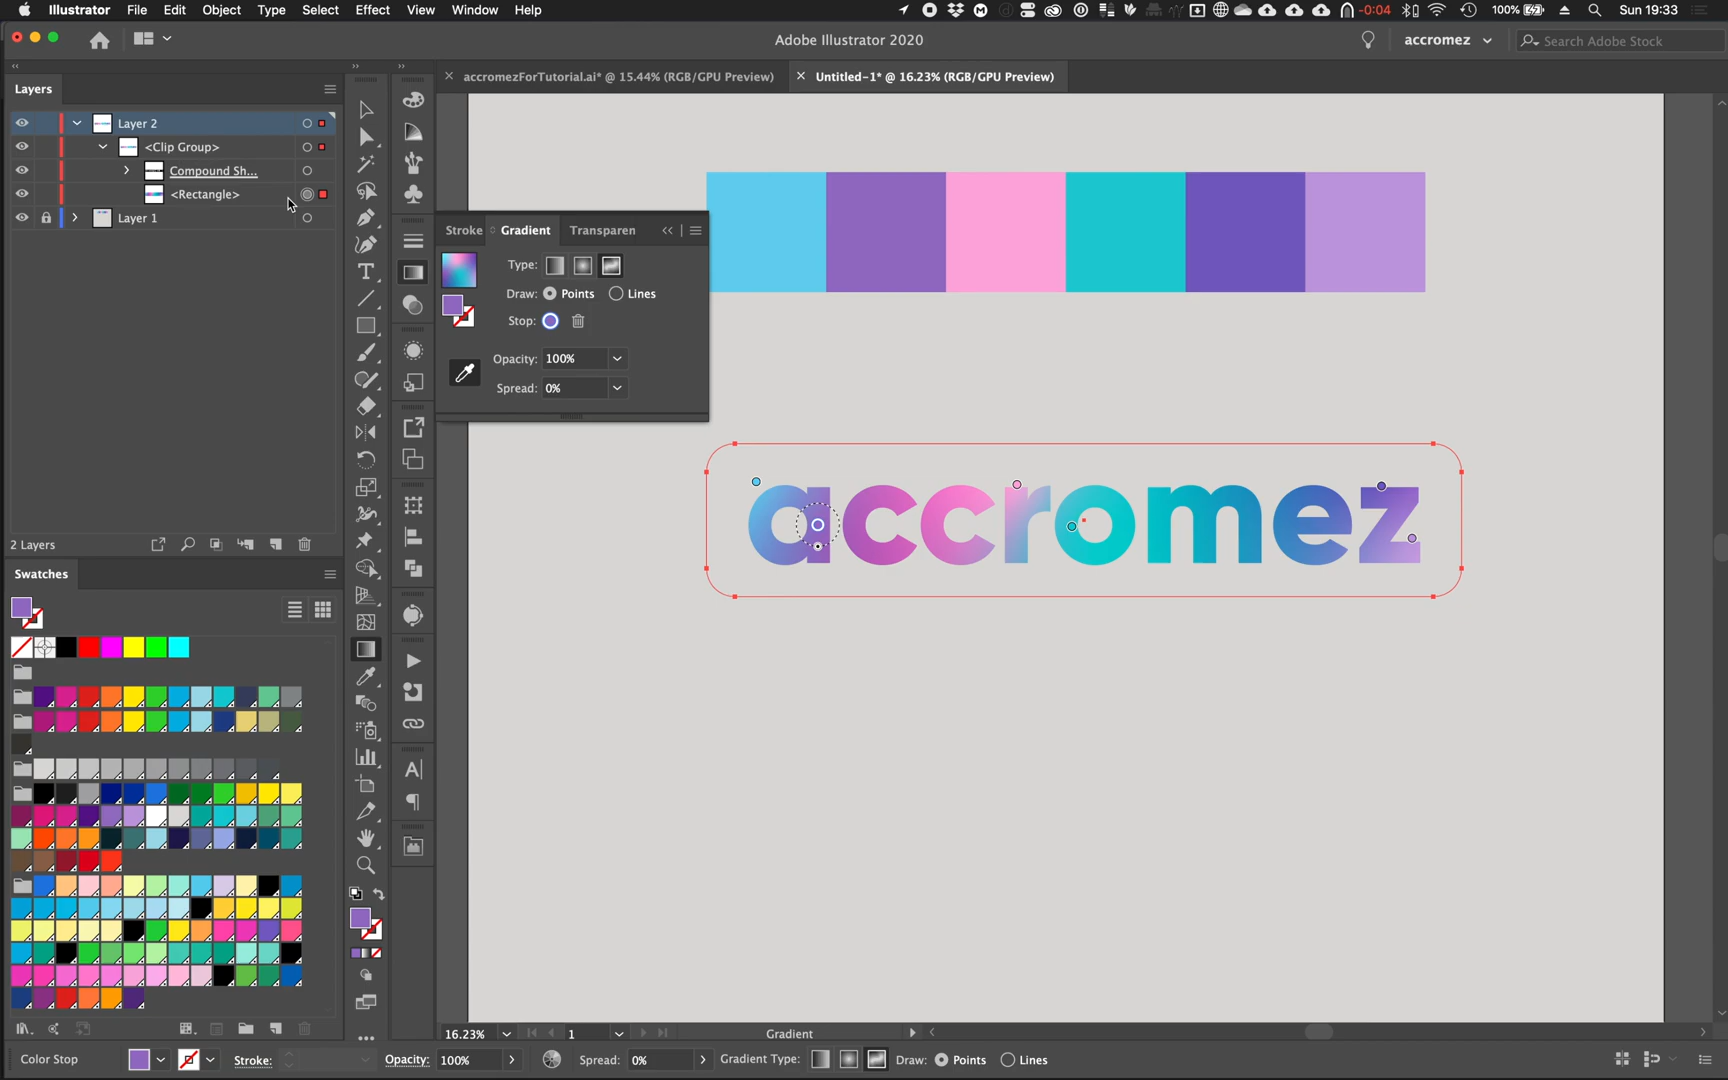 Illustrator File Edit Object Type Select Effect View Window Help
-0:04 100% Sun 19:33
Adobe Illustrator 2020
accromez
Search Adobe Stock
accromezForTutorial.ai* @ 15.44% (RGB/GPU Preview)
Untitled-1* @ 16.23% (RGB/GPU Preview)
Layers
Layer 2
<Clip Group>
Compound Sh...
<Rectangle>
Layer 1
Stroke Gradient Transparen
Type:
Draw: Points Lines
Stop:
Opacity: 100%
Spread: 0%
accromez
2 Layers
Swatches
16.23% 1 Gradient
Color Stop Stroke: Opacity: 100% Spread: 0% Gradient Type: Draw: Points Lines